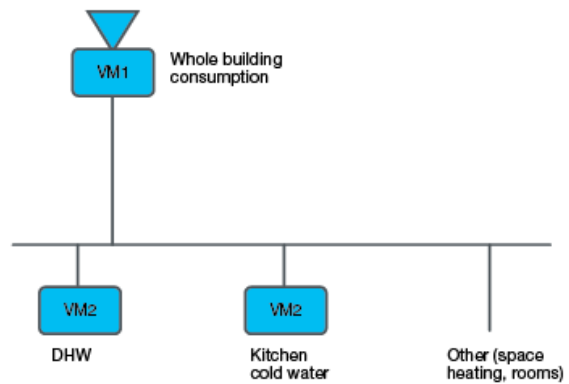 VM1
Whole building
consumption
VM2
VM2
DHW
Kitchen
cold water
Other (space
heating, rooms)